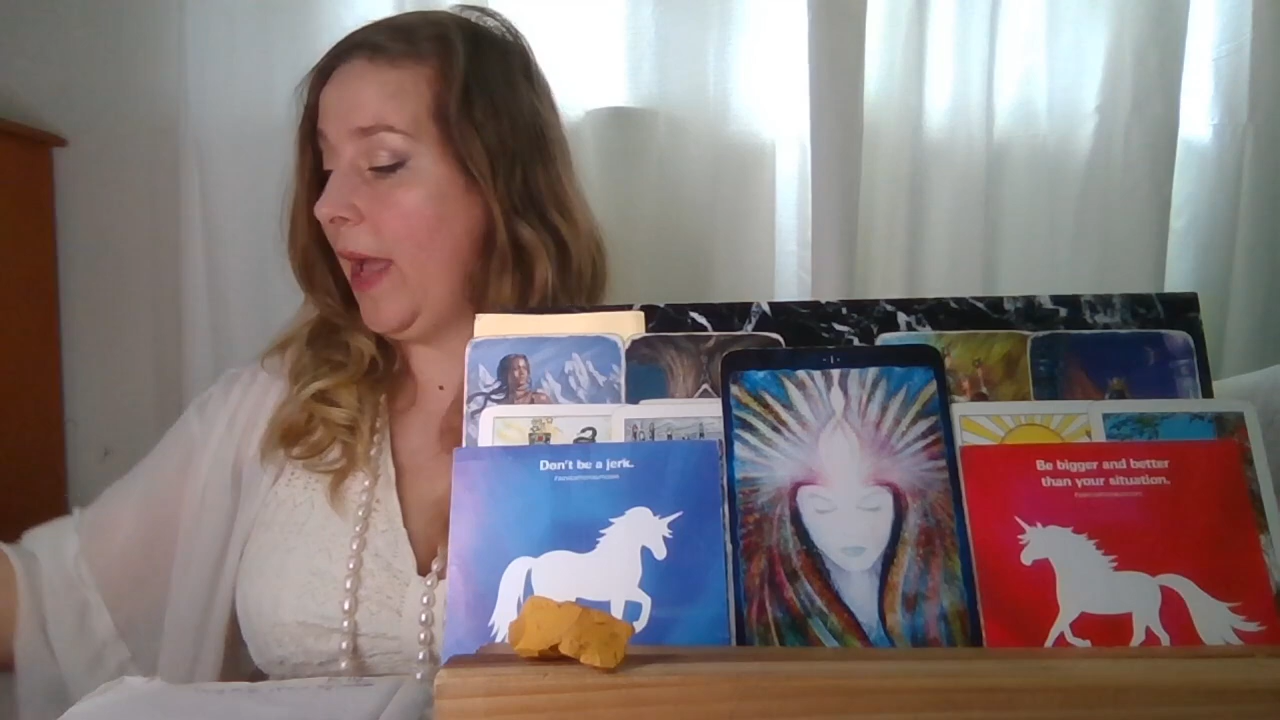 Don't be a jerk.
Be bigger and better
than your situation.